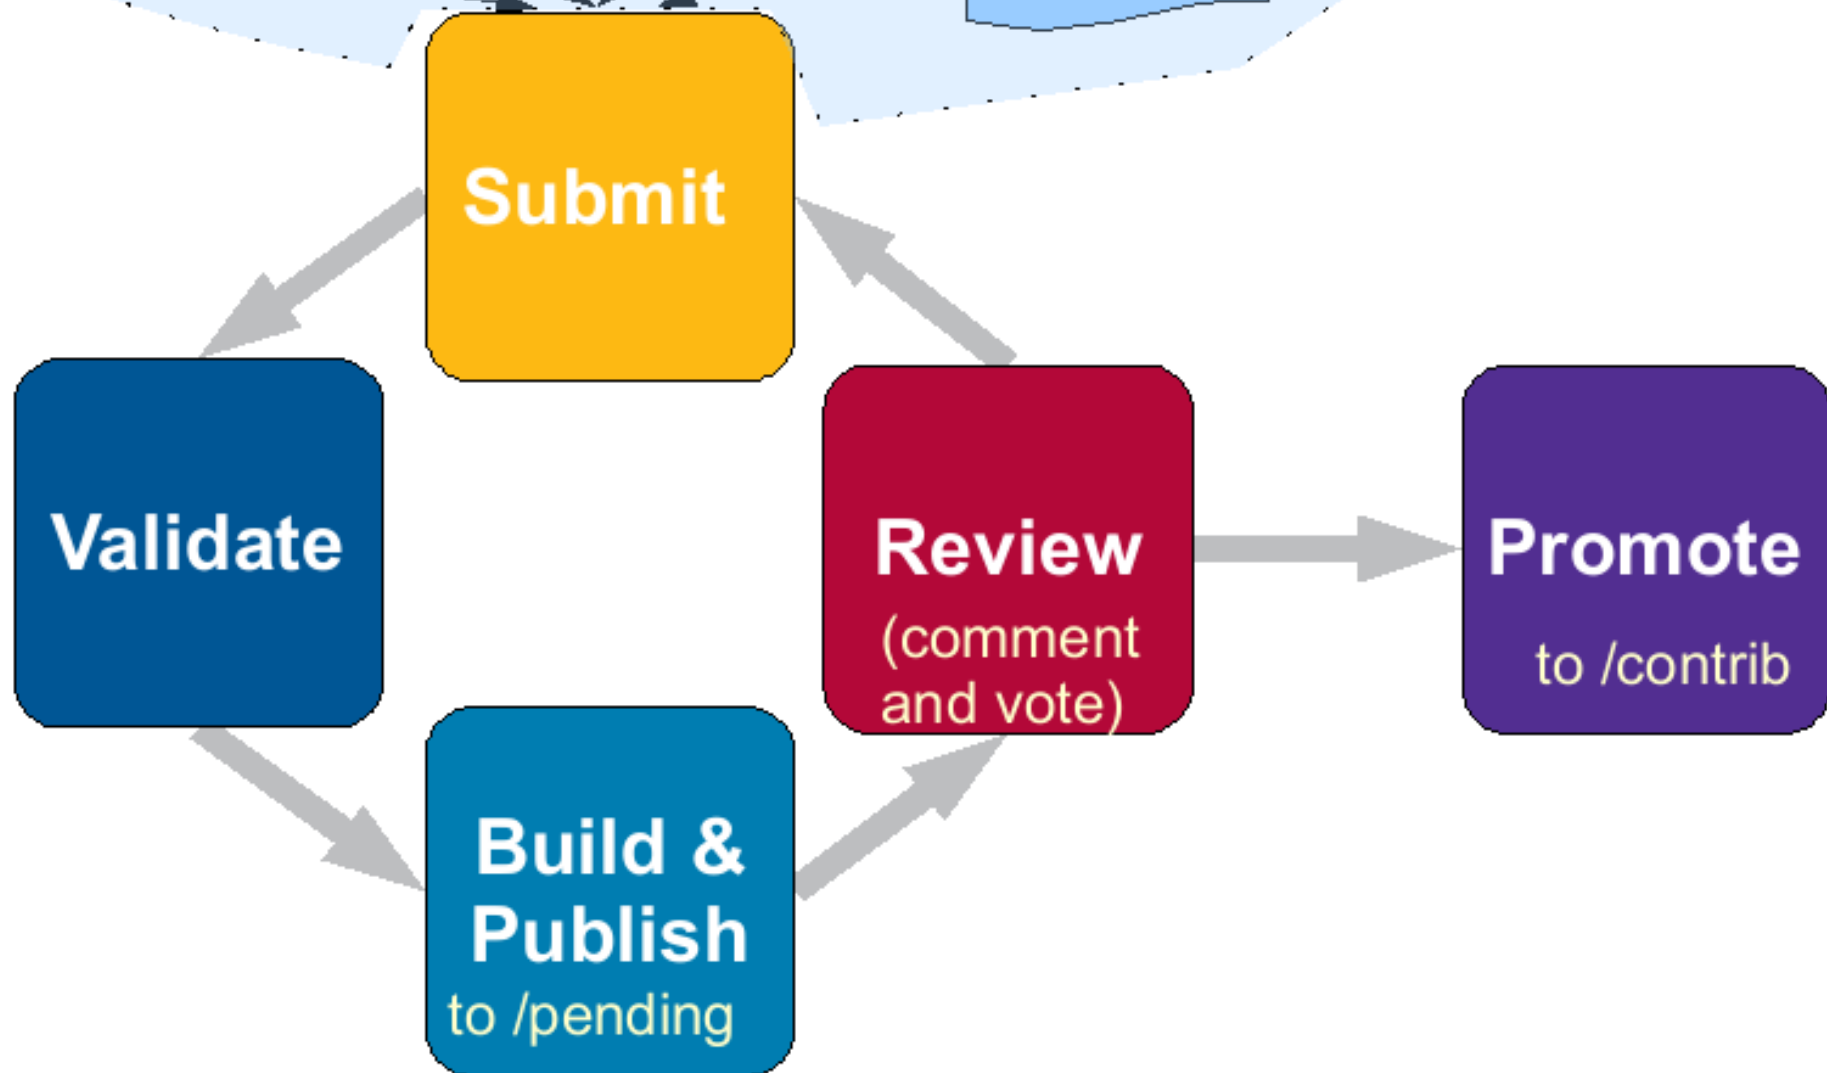 Submit
Validate
Review
(comment
and vote)
Promote
to /contrib
Build &
Publish
to /pending